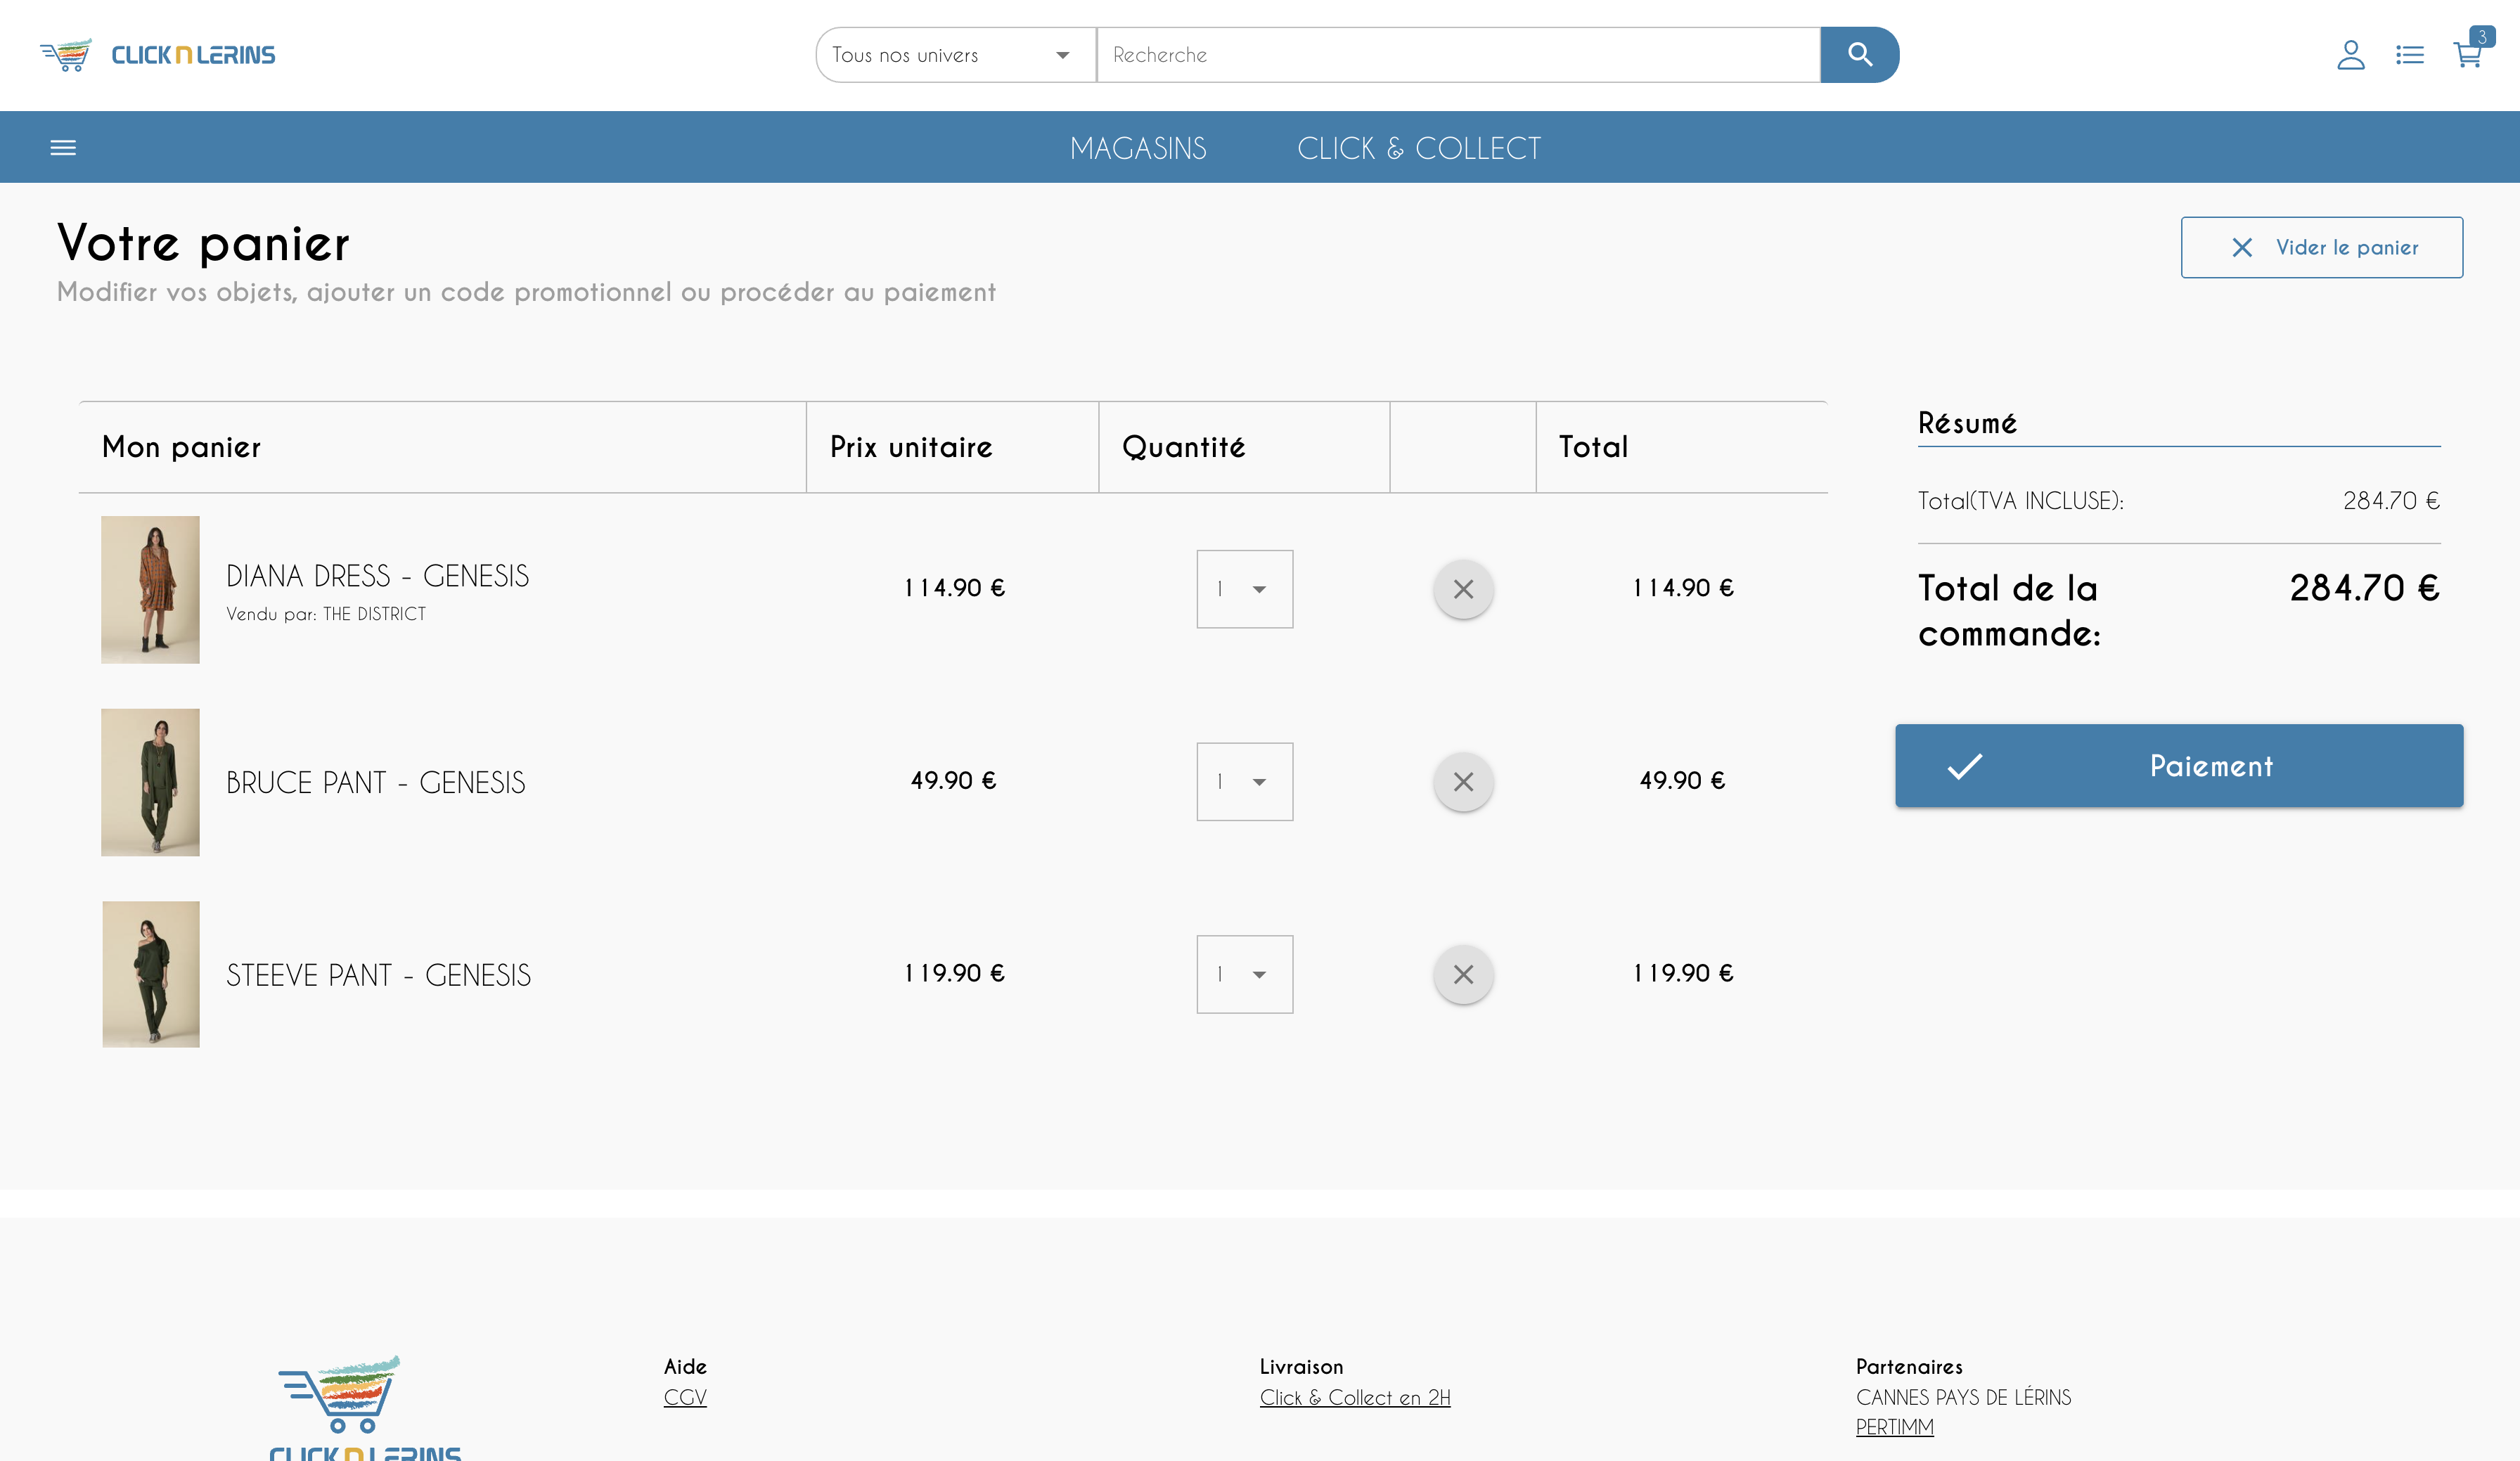 CLICK N LERINS
Tous nos univers
Recherche
3
MAGASINS
CLICK & COLLECT
Votre panier
Modifier vos objets, ajouter un code promotionnel ou procéder au paiement
Vider le panier
Mon panier
Prix unitaire
Quantité
Total
DIANA DRESS - GENESIS
Vendu par: THE DISTRICT
114.90 €
1
114.90 €
BRUCE PANT - GENESIS
49.90 €
1
49.90 €
STEEVE PANT - GENESIS
119.90 €
1
119.90 €
Résumé
Total(TVA INCLUSE):
284.70 €
Total de la
commande:
284.70 €
Paiement
CLICK N LERINS
Aide
CGV
Livraison
Click & Collect en 2H
Partenaires
CANNES PAYS DE LÉRINS
PERTIMM